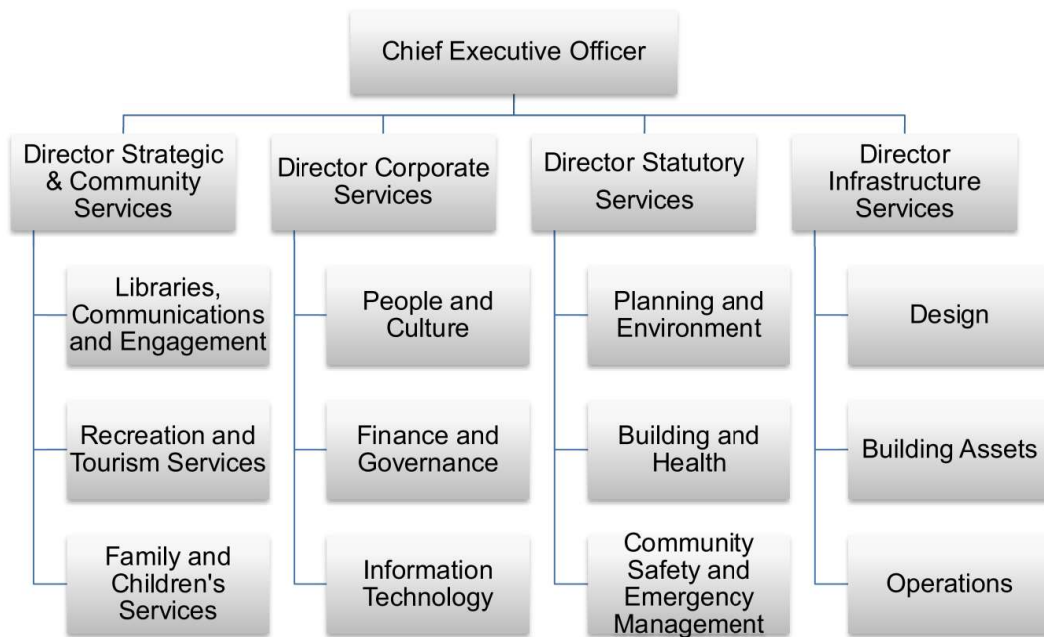 Chief Executive Officer
Director Strategic
& Community
Services
Director Corporate
Services
Director Statutory
Services
Director
Infrastructure
Services
Libraries,
Communications
and Engagement
People and
Culture
Planning and
Environment
Design
Recreation and
Tourism Services
Finance and
Governance
Building and
Health
Building Assets
Family and
Children's
Services
Information
Technology
Community
Safety and
Emergency
Management
Operations